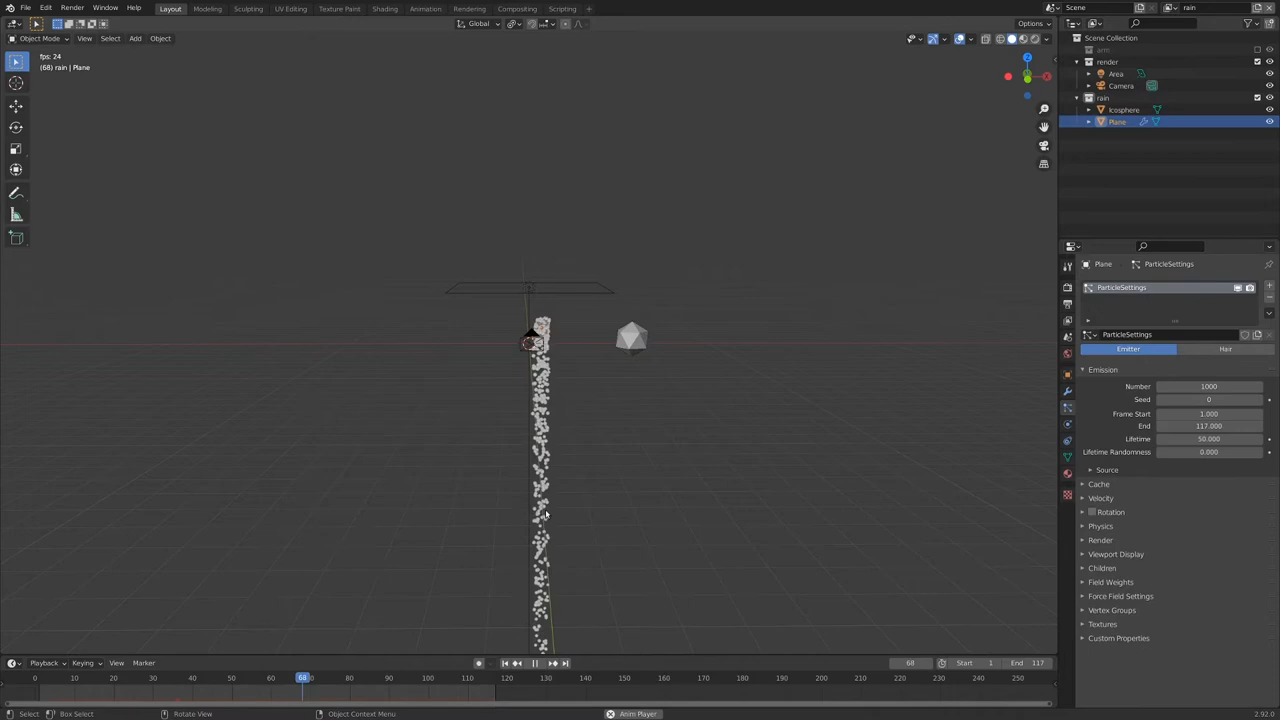 File Edit Render Window Help Layout Modeling Sculpting UV Editing Texture Paint Shading Animation Rendering Compositing Scripting + Scene rain
Global Options
Object Mode View Select Add Object
Scene Collection
arm
render
Area
Camera
rain
Icosphere
Plane
fps: 24
(68) rain | Plane
Plane ParticleSettings
ParticleSettings
ParticleSettings
Emitter Hair
Emission
Number 1000
Seed 0
Frame Start 1.000
End 117.000
Lifetime 50.000
Lifetime Randomness 0.000
Source
Cache
Velocity
Rotation
Physics
Render
Viewport Display
Children
Field Weights
Force Field Settings
Vertex Groups
Textures
Custom Properties
Playback Keying View Marker 68 Start 1 End 117
0 10 20 30 40 50 60 68 80 90 100 110 120 130 140 150 160 170 180 190 200 210 220 230 240 250
Select Box Select Rotate View Object Context Menu Anim Player 2.92.0